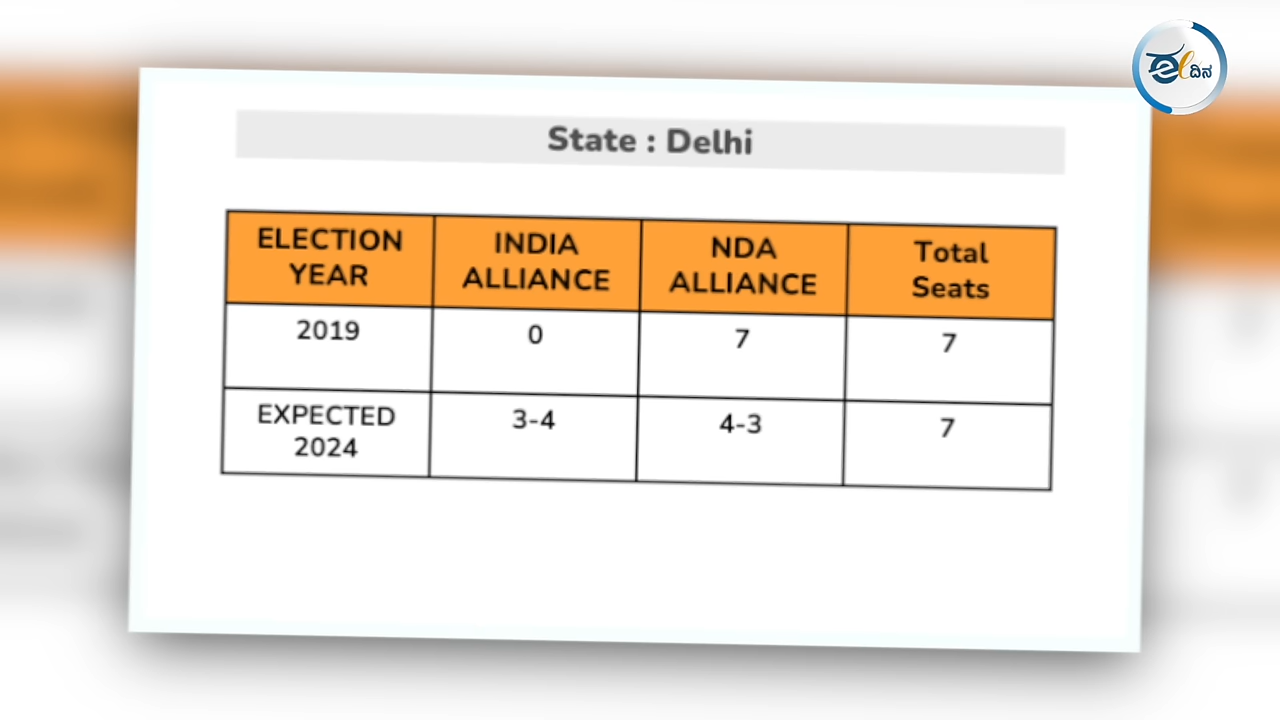 ಈ ದಿನ
State : Delhi
ELECTION YEAR | INDIA ALLIANCE | NDA ALLIANCE | Total Seats
2019 | 0 | 7 | 7
EXPECTED 2024 | 3-4 | 4-3 | 7